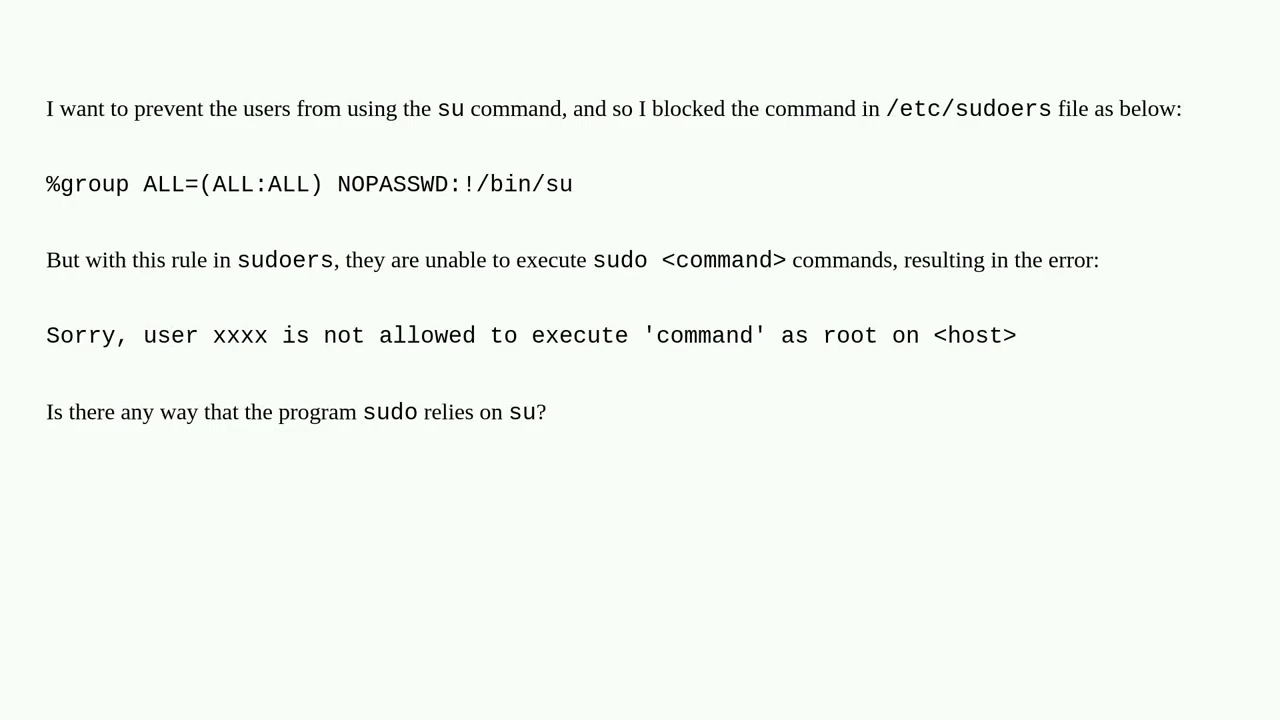 I want to prevent the users from using the su command, and so I blocked the command in /etc/sudoers file as below:
%group ALL=(ALL:ALL) NOPASSWD:!/bin/su
But with this rule in sudoers, they are unable to execute sudo <command> commands, resulting in the error:
Sorry, user xxxx is not allowed to execute 'command' as root on <host>
Is there any way that the program sudo relies on su?